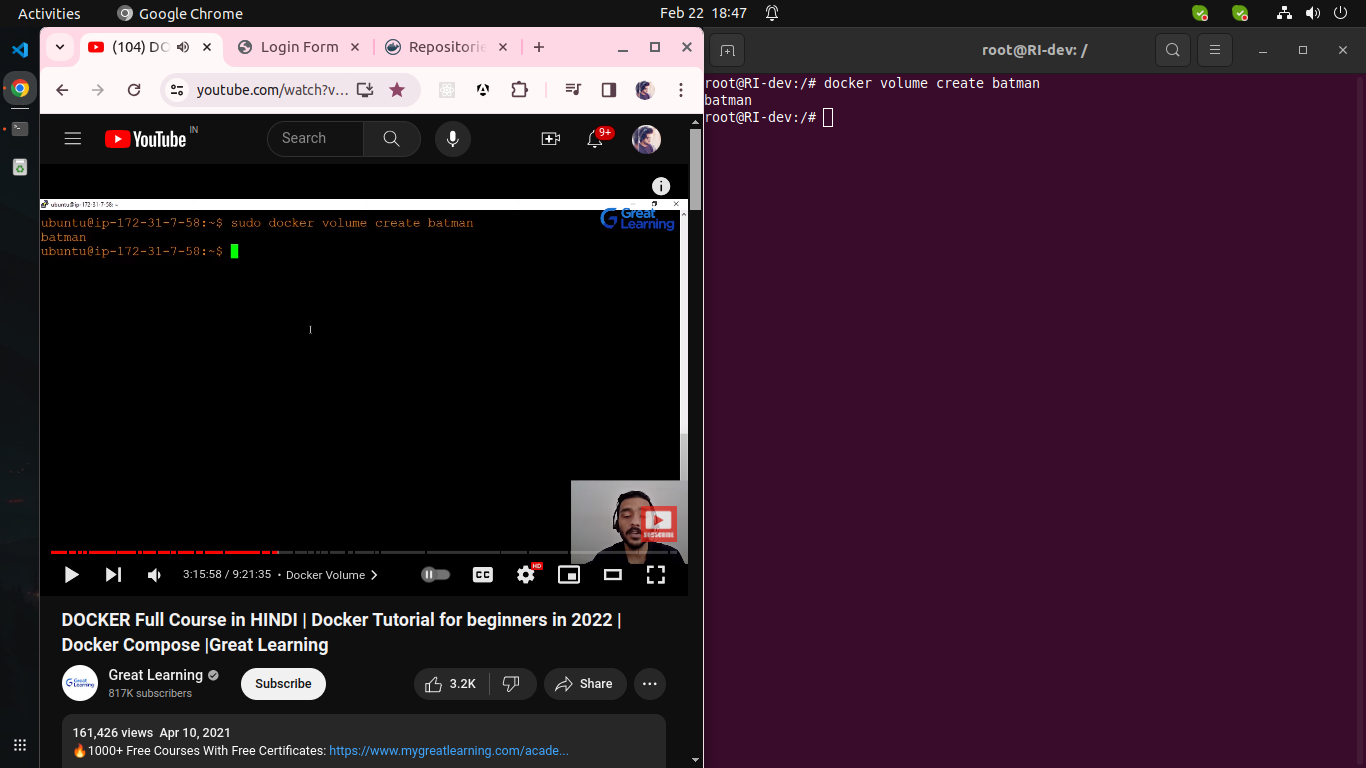 Activities
Google Chrome
Feb 22 18:47
(104) DO
Login Form
Repositorie
youtube.com/watch?v...
YouTube IN
Search
9+
ubuntu@ip-172-31-7-58: ~
Great Learning
ubuntu@ip-172-31-7-58:~$ sudo docker volume create batman
batman
ubuntu@ip-172-31-7-58:~$
SUBSCRIBE
3:15:58 / 9:21:35 • Docker Volume
CC
HD
DOCKER Full Course in HINDI | Docker Tutorial for beginners in 2022 |
Docker Compose |Great Learning
Great Learning
Great Learning
817K subscribers
Subscribe
3.2K
Share
161,426 views Apr 10, 2021
🔥1000+ Free Courses With Free Certificates: https://www.mygreatlearning.com/acade...
root@RI-dev: /
root@RI-dev:/# docker volume create batman
batman
root@RI-dev:/#